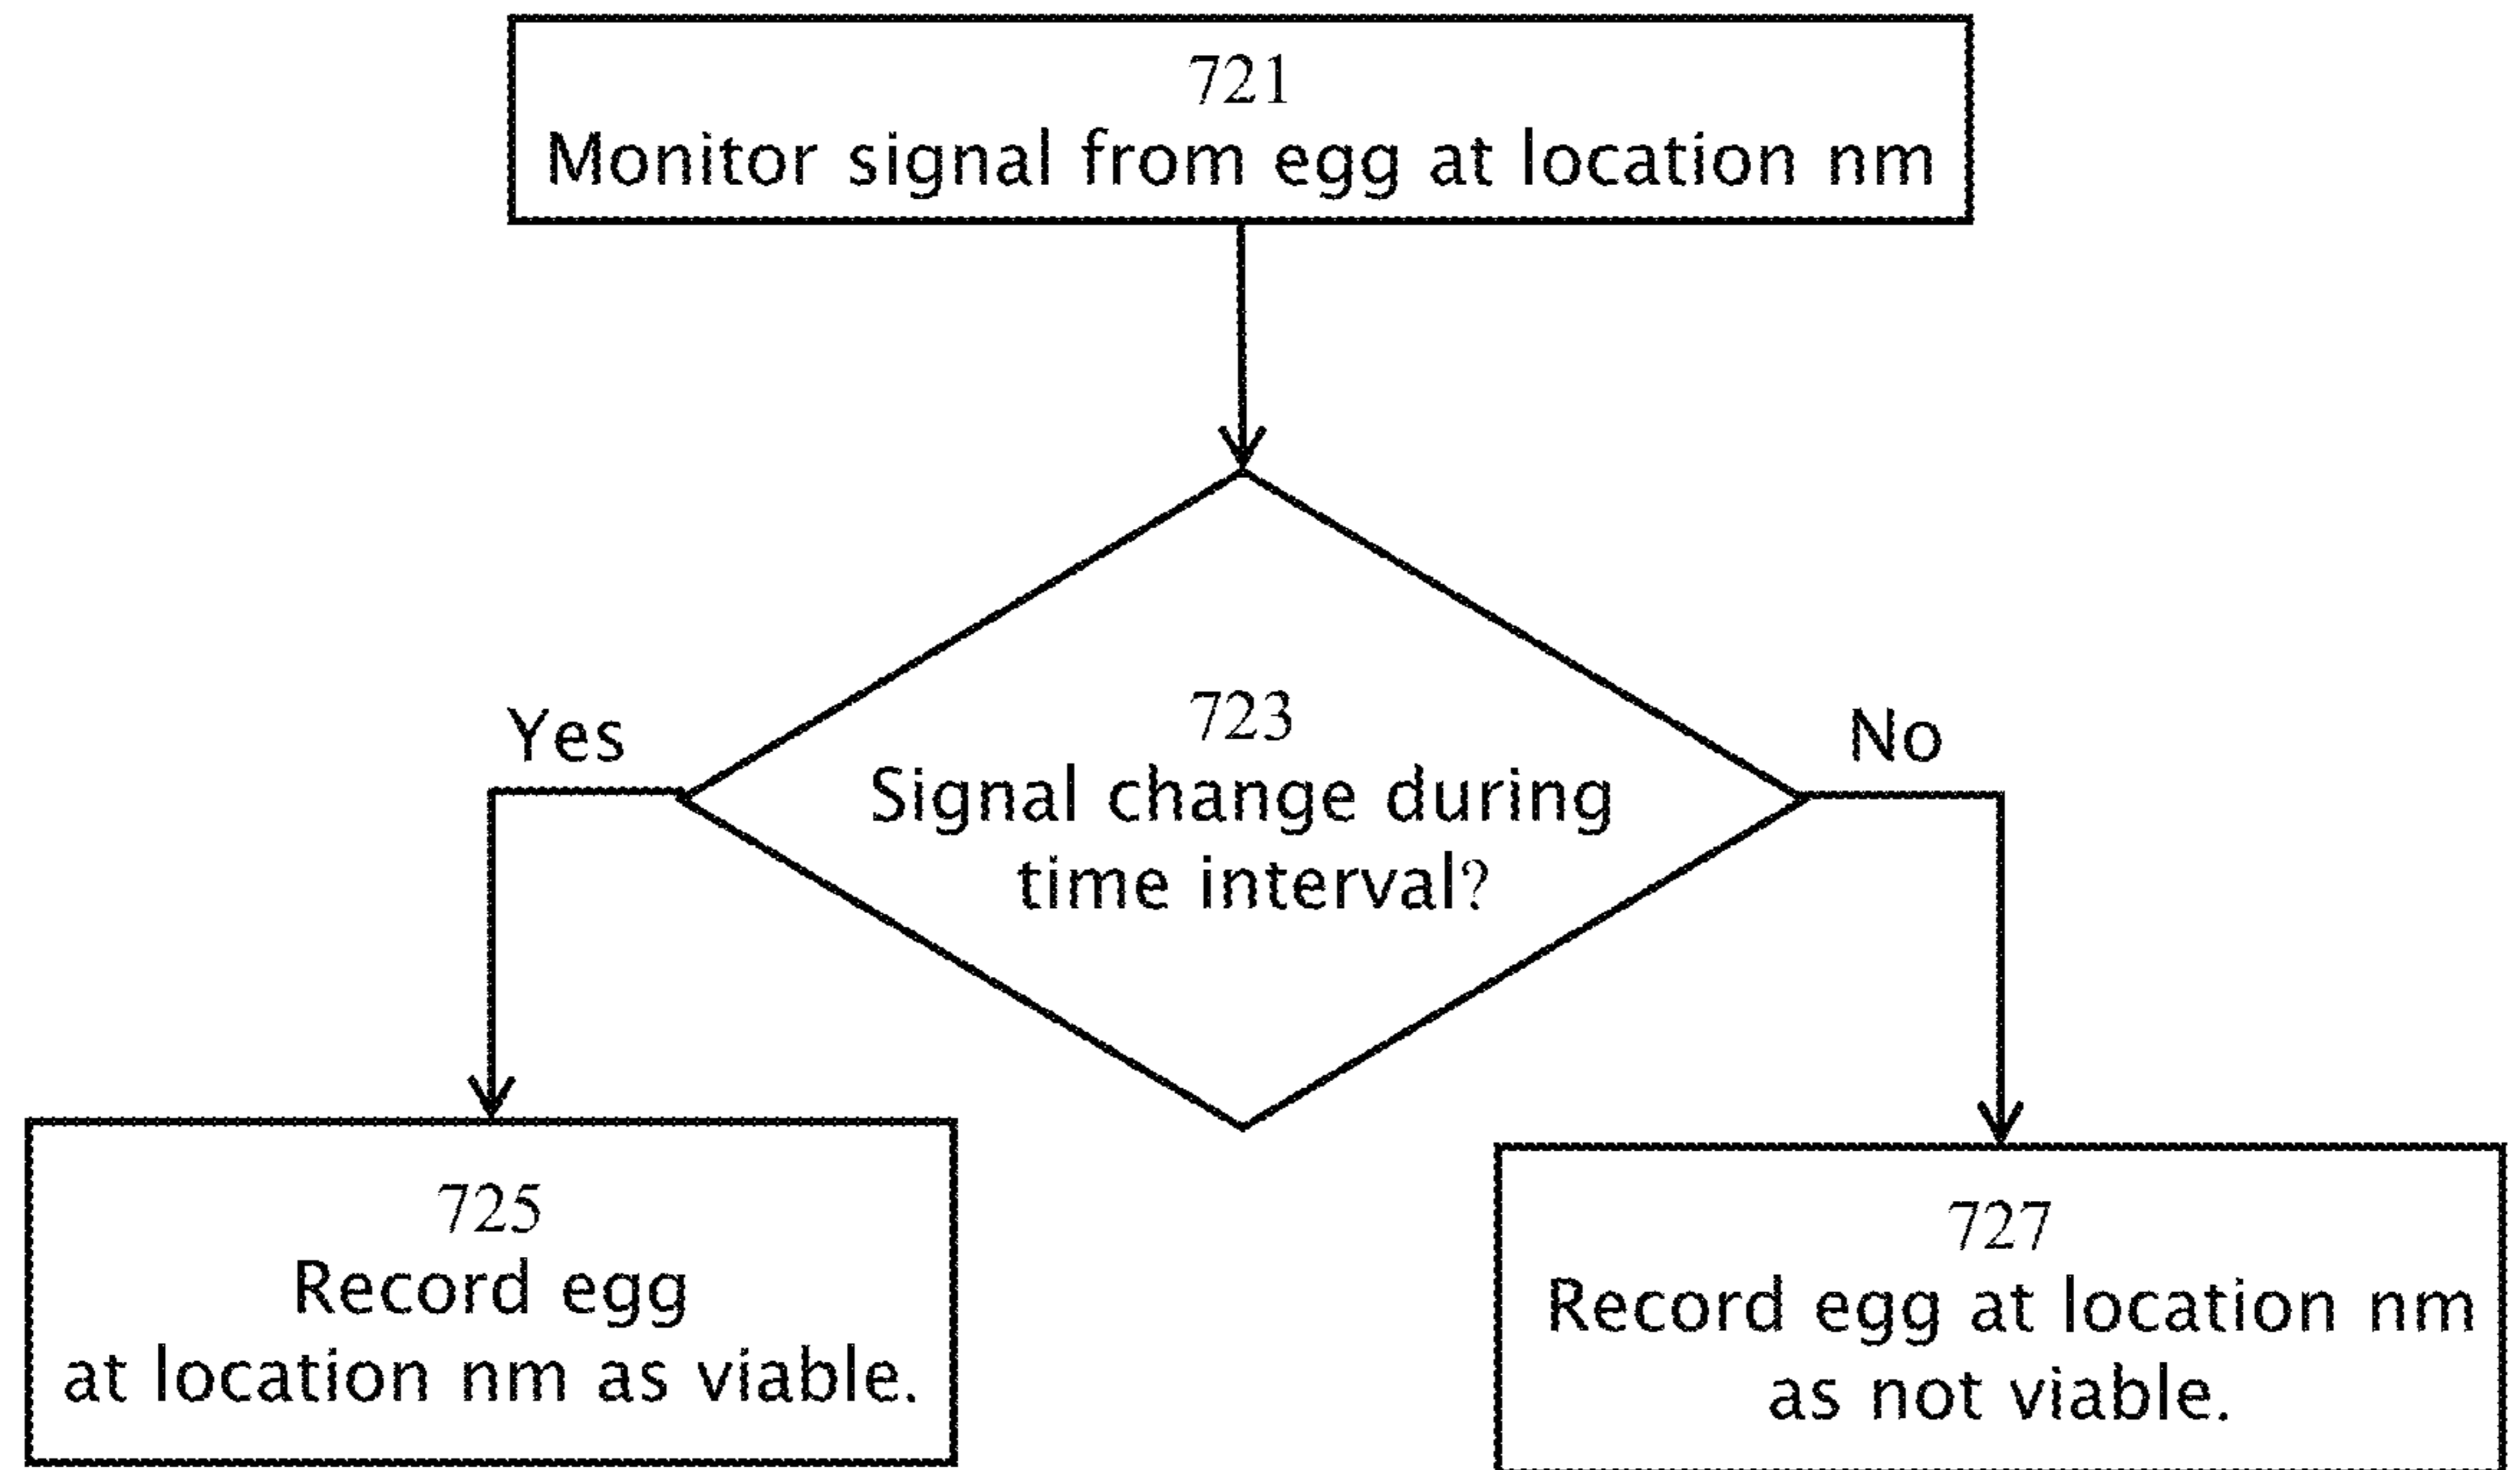 721
Monitor signal from egg at location nm
723
Signal change during
time interval?
Yes
No
725
Record egg
at location nm as viable.
727
Record egg at location nm
as not viable.